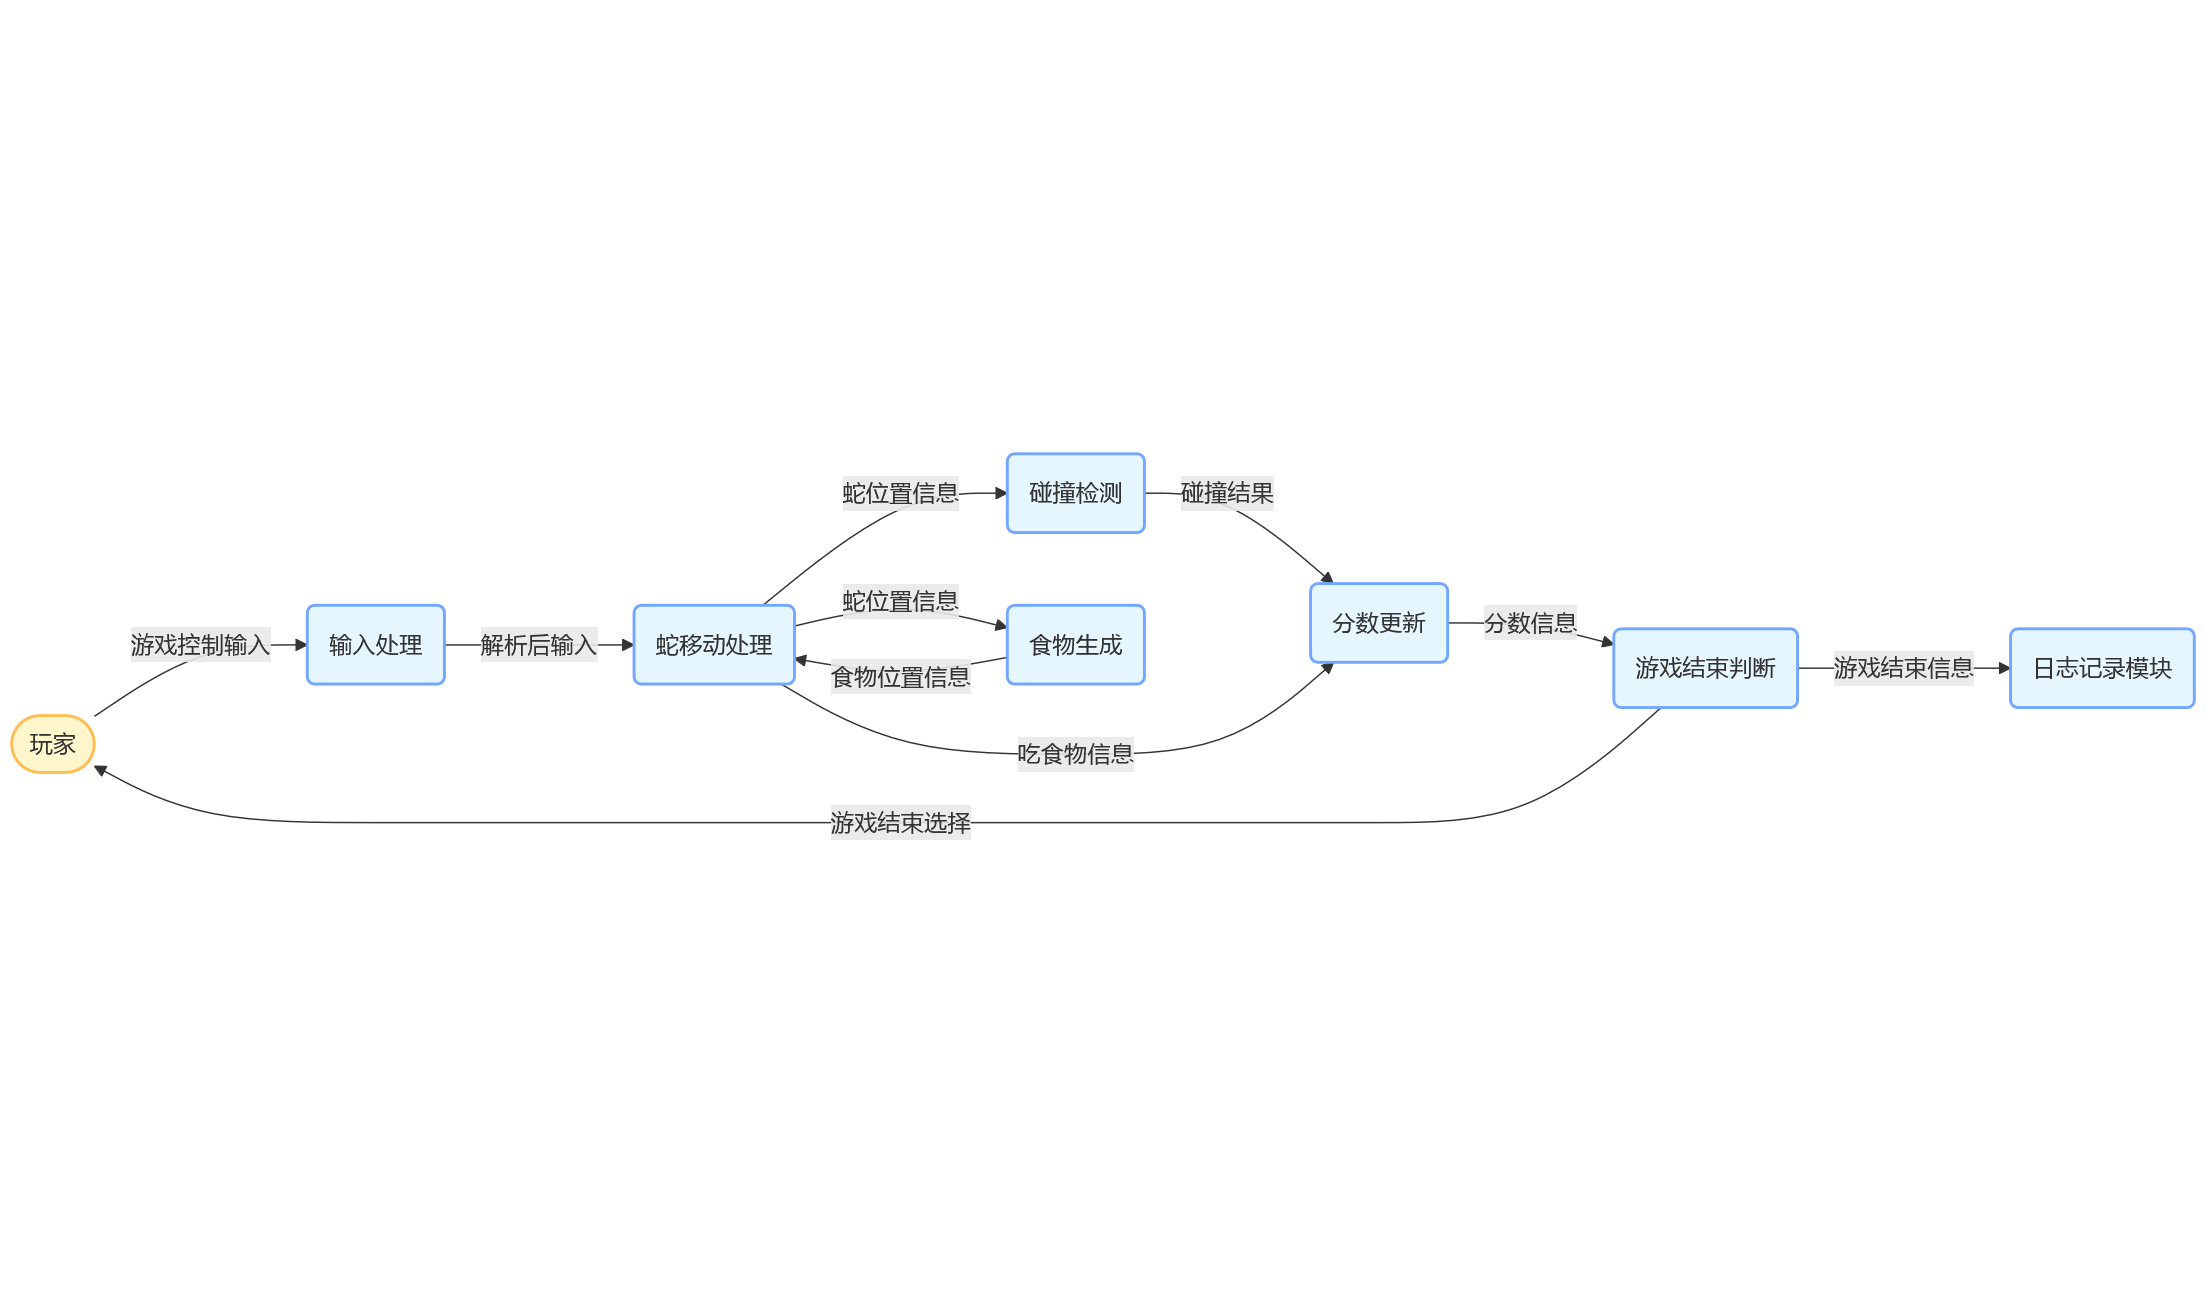 蛇位置信息
碰撞检测
碰撞结果
蛇位置信息
游戏控制输入
输入处理
解析后输入
蛇移动处理
食物生成
食物位置信息
分数更新
分数信息
游戏结束判断
游戏结束信息
日志记录模块
玩家
吃食物信息
游戏结束选择